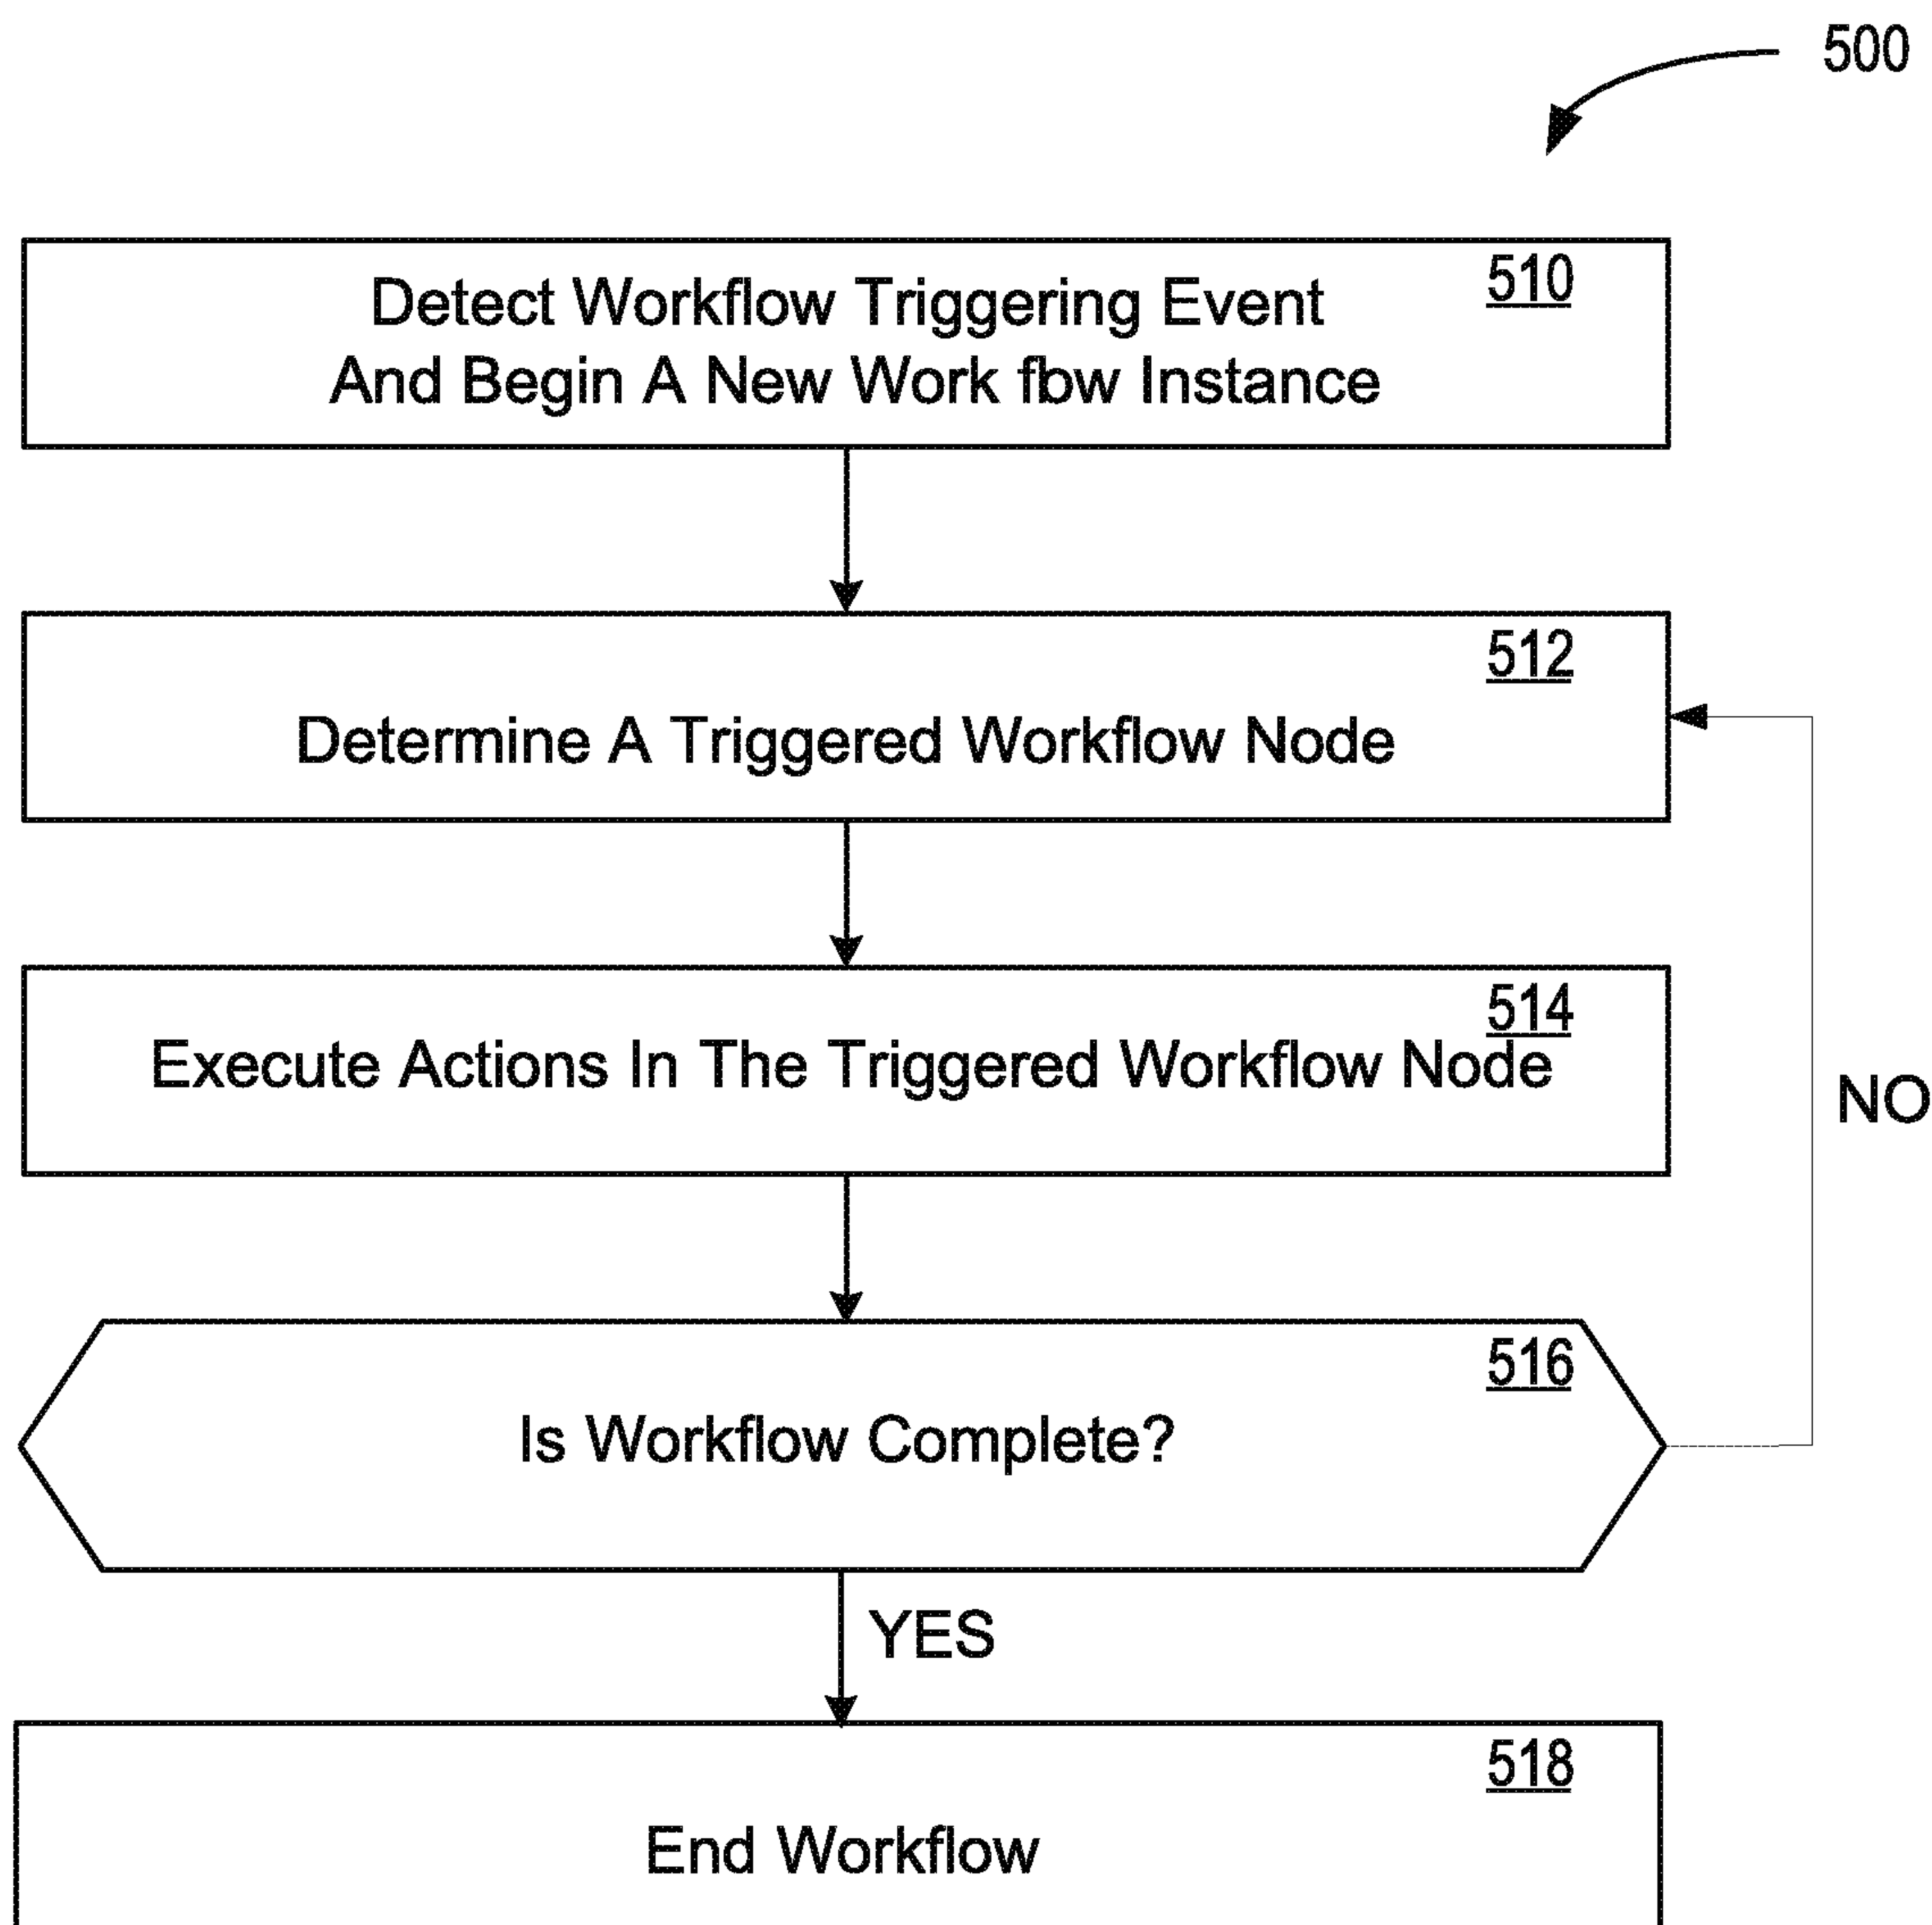 500
510
Detect Workflow Triggering Event
And Begin A New Work fbw Instance
512
Determine A Triggered Workflow Node
514
Execute Actions In The Triggered Workflow Node
NO
516
Is Workflow Complete?
YES
518
End Workflow